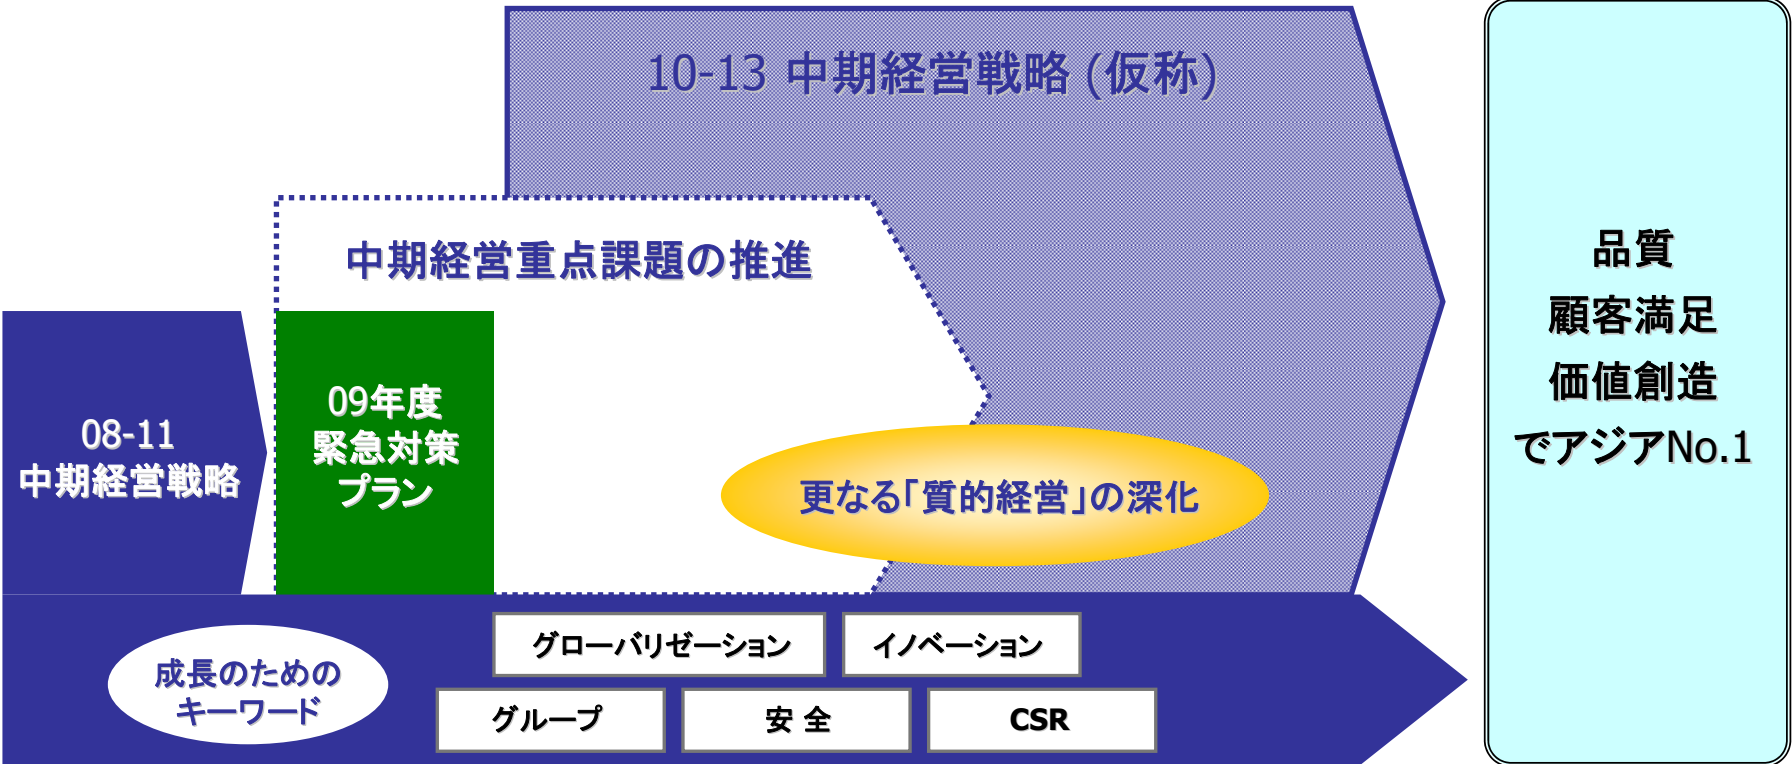 10-13 中期経営戦略 (仮称)
中期経営重点課題の推進
08-11
中期経営戦略
09年度
緊急対策
プラン
更なる「質的経営」の深化
品質
顧客満足
価値創造
でアジアNo.1
成長のための
キーワード
グローバリゼーション
イノベーション
グループ
安 全
CSR